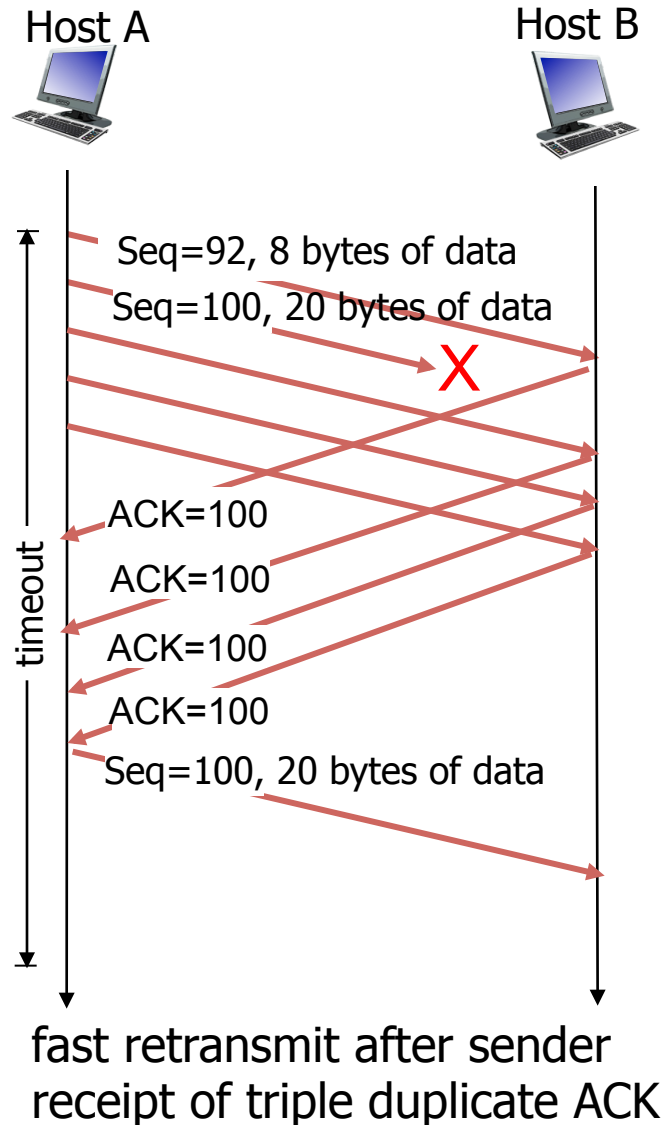 Host A
Host B
Seq=92, 8 bytes of data
Seq=100, 20 bytes of data
X
timeout
ACK=100
ACK=100
ACK=100
ACK=100
Seq=100, 20 bytes of data
fast retransmit after sender
receipt of triple duplicate ACK